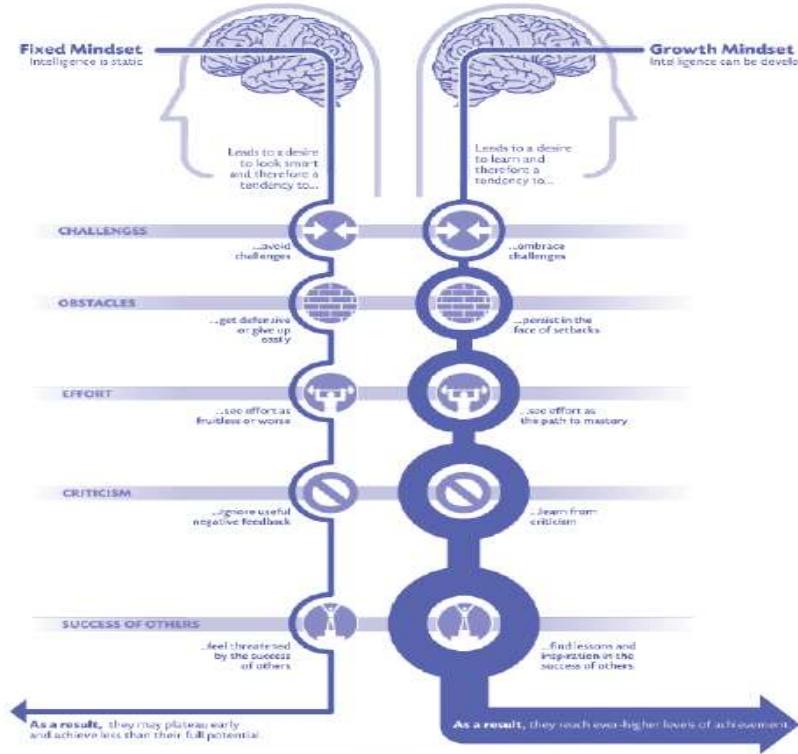 Fixed Mindset
Intelligence is static
Growth Mindset
Intelligence can be develo
Leads to a desire
to look smart
and therefore a
tendency to...
Leads to a desire
to learn and
therefore a
tendency to...
CHALLENGES
...avoid
challenges
...embrace
challenges
OBSTACLES
...get defensive
or give up
easily
...persist in the
face of setbacks
EFFORT
...see effort as
fruitless or worse
...see effort as
the path to mastery
CRITICISM
...ignore useful
negative feedback
...learn from
criticism
SUCCESS OF OTHERS
...feel threatened
by the success
of others
...find lessons and
inspiration in the
success of others
As a result, they may plateau early
and achieve less than their full potential.
As a result, they reach ever-higher levels of achievement.